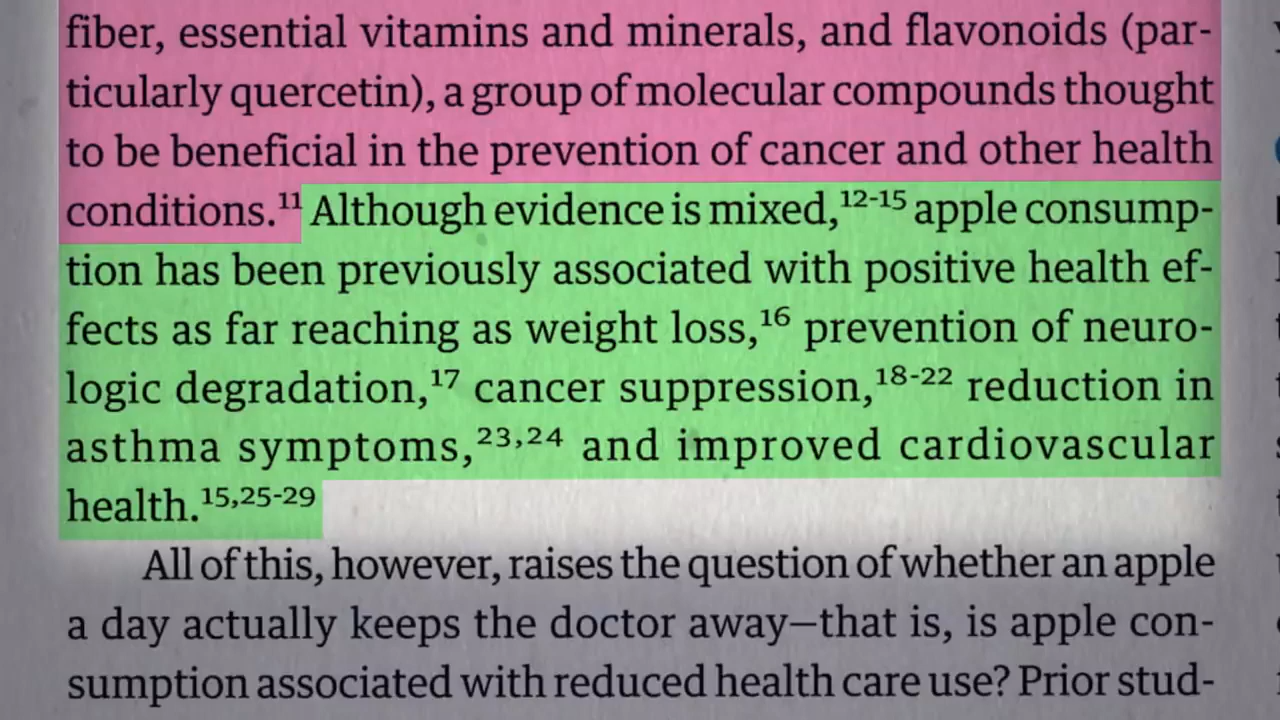 fiber, essential vitamins and minerals, and flavonoids (par-
ticularly quercetin), a group of molecular compounds thought
to be beneficial in the prevention of cancer and other health
conditions.¹¹ Although evidence is mixed,¹²⁻¹⁵ apple consump-
tion has been previously associated with positive health ef-
fects as far reaching as weight loss,¹⁶ prevention of neuro-
logic degradation,¹⁷ cancer suppression,¹⁸⁻²² reduction in
asthma symptoms,²³,²⁴ and improved cardiovascular
health.¹⁵,²⁵⁻²⁹
All of this, however, raises the question of whether an apple
a day actually keeps the doctor away—that is, is apple con-
sumption associated with reduced health care use? Prior stud-